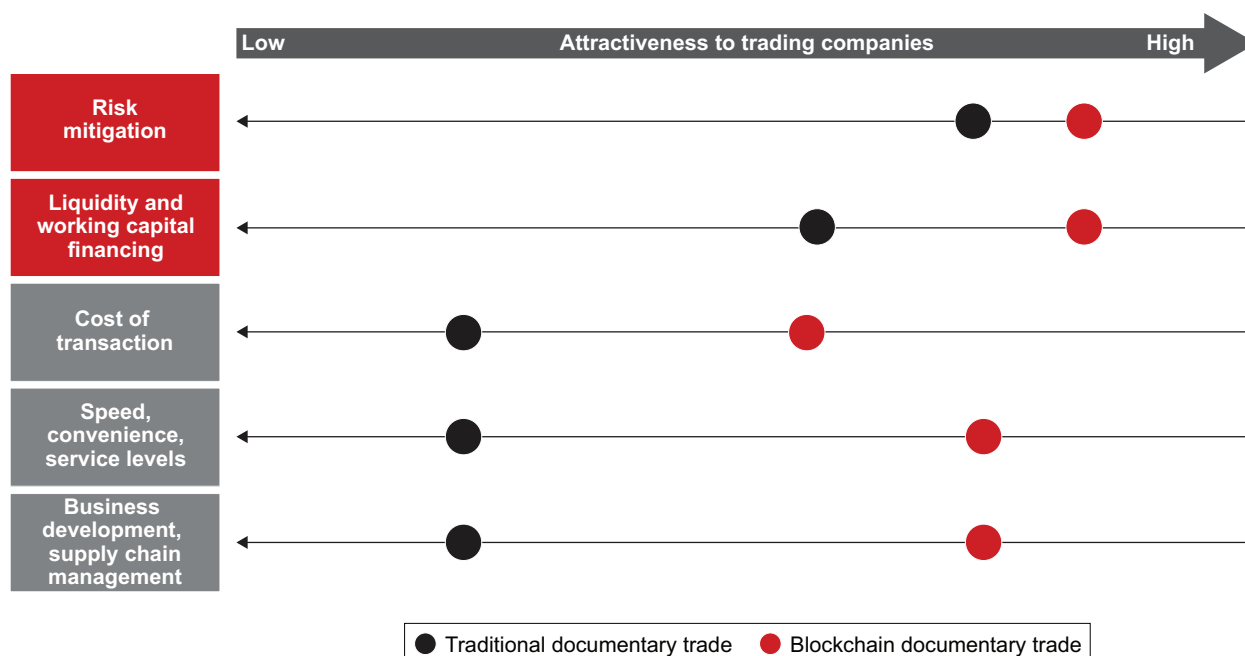 Low Attractiveness to trading companies High
Risk
mitigation
Liquidity and
working capital
financing
Cost of
transaction
Speed,
convenience,
service levels
Business
development,
supply chain
management
Traditional documentary trade Blockchain documentary trade